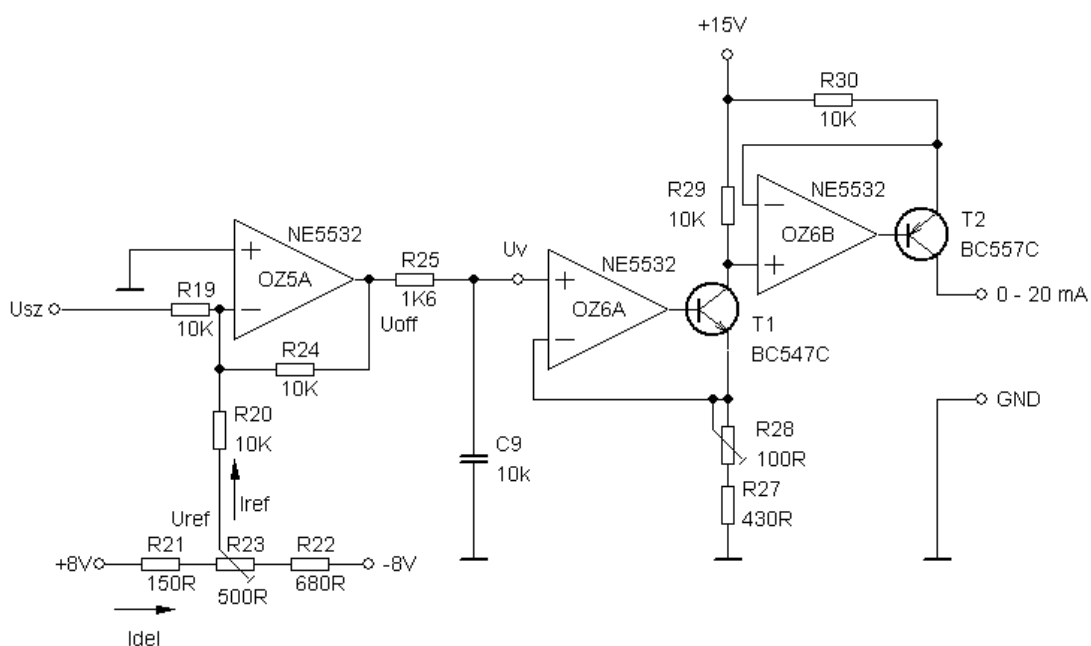 +15V
R30
10K
R29
10K
NE5532
OZ6B
T2
BC557C
0 - 20 mA
NE5532
OZ5A
R25
1K6
Uv
NE5532
OZ6A
T1
BC547C
Usz
R19
10K
Uoff
R24
10K
R20
10K
Iref
Uref
C9
10k
R28
100R
R27
430R
GND
+8V
R21
150R
R23
500R
R22
680R
-8V
Idel